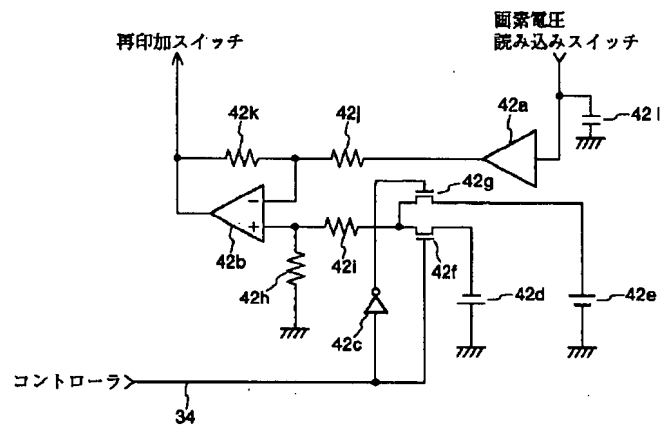 再印加スイッチ
画素電圧
読み込みスイッチ
42k
42j
42a
42l
42g
42b
42i
42f
42h
42d
42e
42c
コントローラ
34